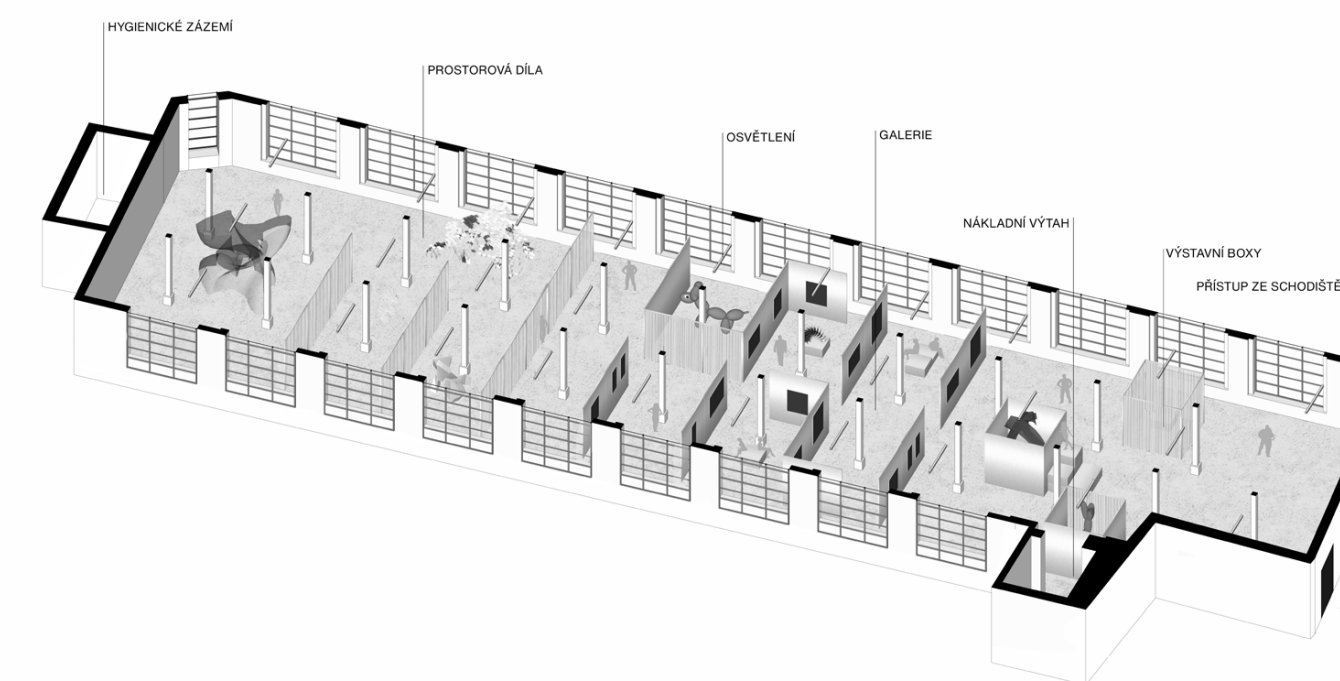 HYGIENICKÉ ZÁZEMÍ
PROSTOROVÁ DÍLA
OSVĚTLENÍ
GALERIE
NÁKLADNÍ VÝTAH
VÝSTAVNÍ BOXY
PŘÍSTUP ZE SCHODIŠTĚ